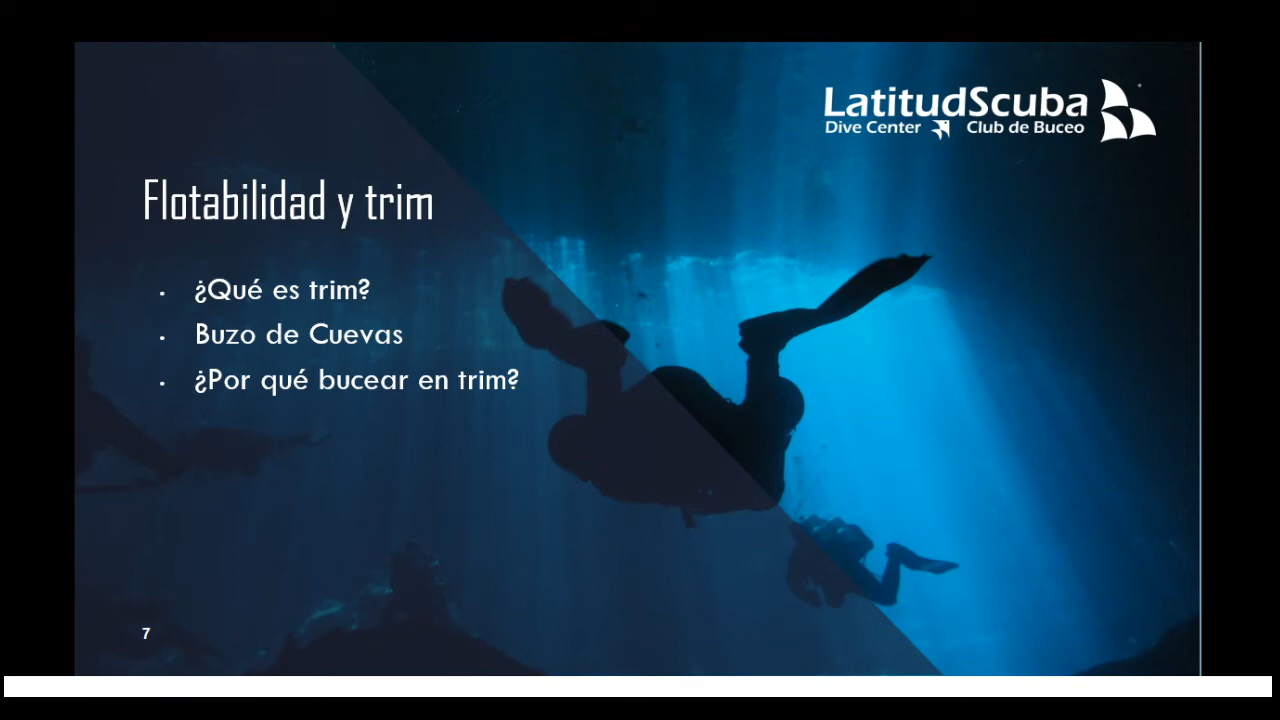 LatitudScuba
Dive Center Club de Buceo
Flotabilidad y trim
• ¿Qué es trim?
• Buzo de Cuevas
• ¿Por qué bucear en trim?
7